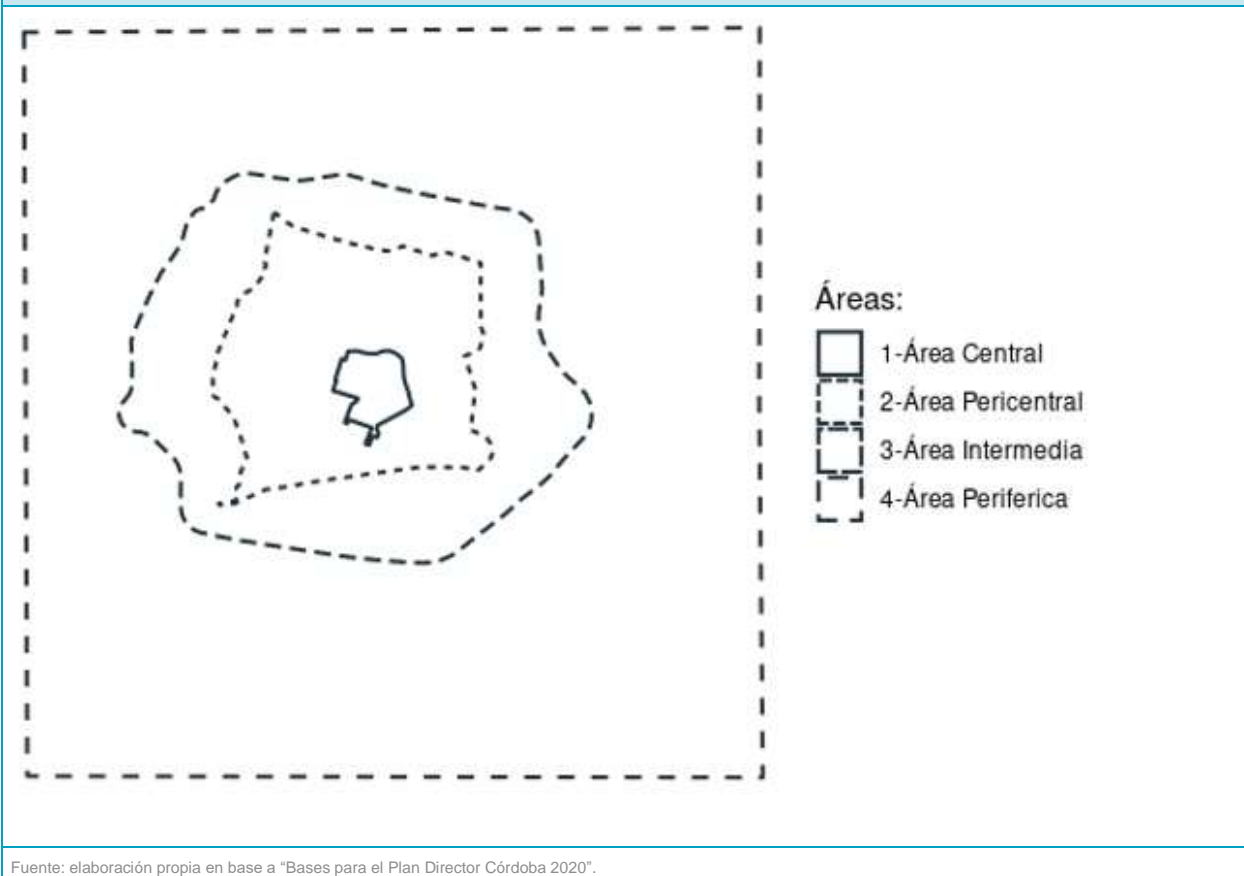 Áreas:
1-Área Central
2-Área Pericentral
3-Área Intermedia
4-Área Periferica
Fuente: elaboración propia en base a “Bases para el Plan Director Córdoba 2020”.